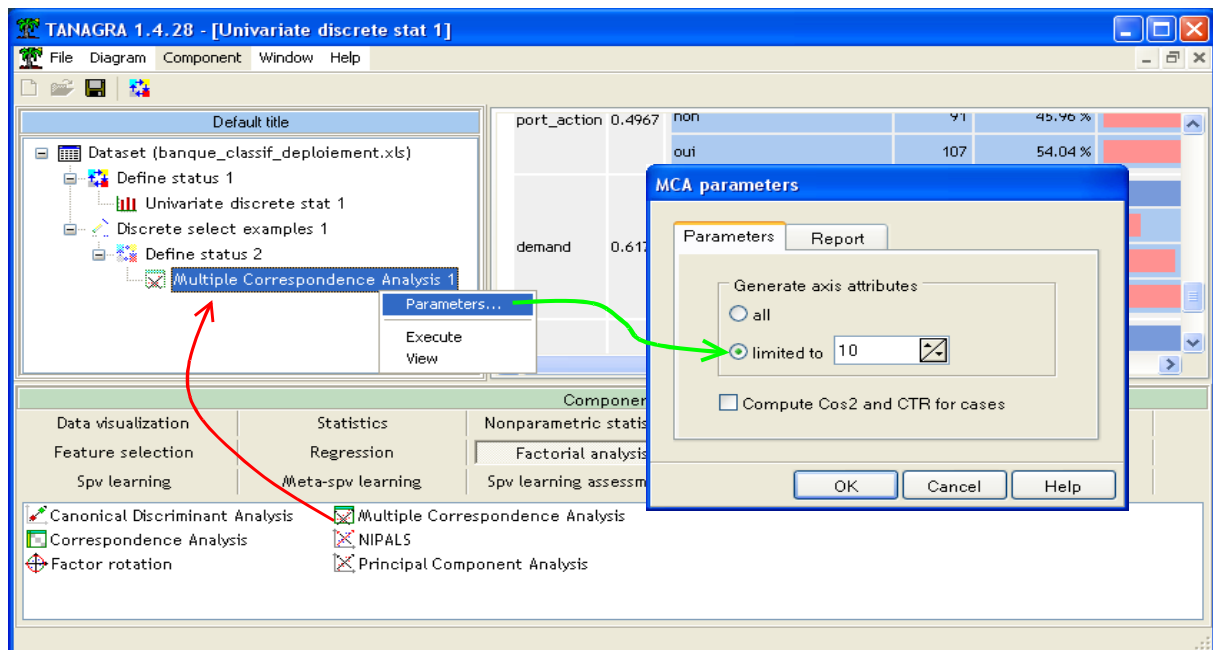 TANAGRA 1.4.28 - [Univariate discrete stat 1]
File Diagram Component Window Help
Default title
Dataset (banque_classif_deploiement.xls)
Define status 1
Univariate discrete stat 1
Discrete select examples 1
Define status 2
Multiple Correspondence Analysis 1
Parameters...
Execute
View
port_action 0.4967 non 91 45.96 %
oui 107 54.04 %
demand 0.617
MCA parameters
Parameters Report
Generate axis attributes
all
limited to 10
Compute Cos2 and CTR for cases
OK Cancel Help
Data visualization Statistics Nonparametric statis
Feature selection Regression Factorial analysis
Spv learning Meta-spv learning Spv learning assessm
Canonical Discriminant Analysis Multiple Correspondence Analysis
Correspondence Analysis NIPALS
Factor rotation Principal Component Analysis